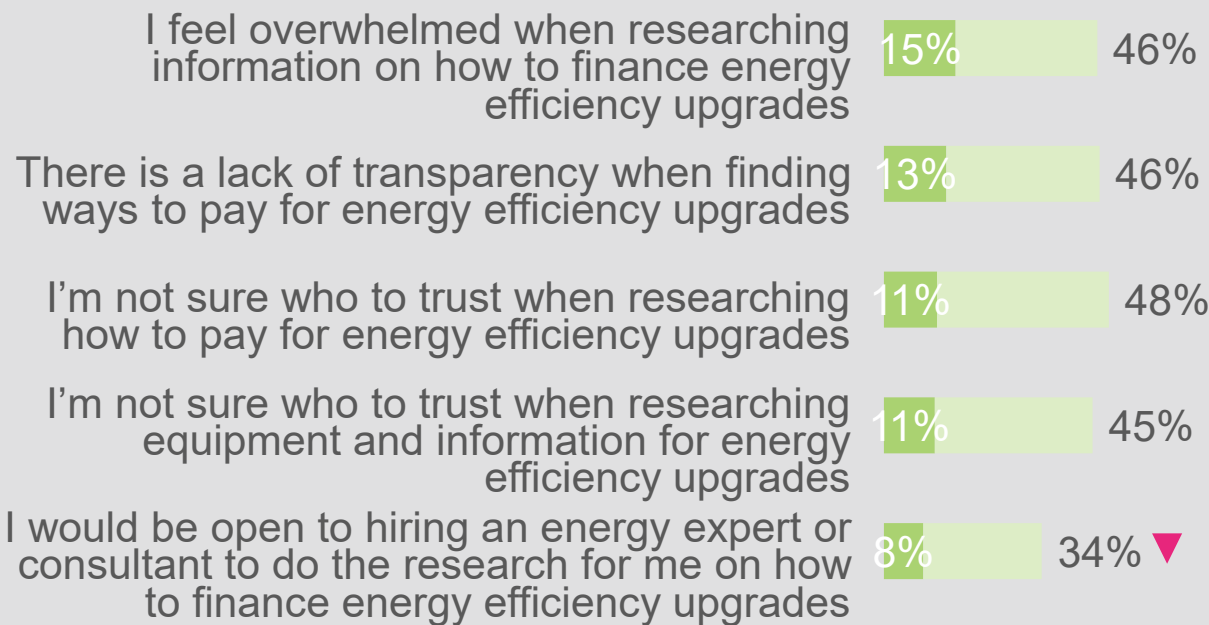 I feel overwhelmed when researching
information on how to finance energy
efficiency upgrades
15% 46%
There is a lack of transparency when finding
ways to pay for energy efficiency upgrades
13% 46%
I’m not sure who to trust when researching
how to pay for energy efficiency upgrades
11% 48%
I’m not sure who to trust when researching
equipment and information for energy
efficiency upgrades
11% 45%
I would be open to hiring an energy expert or
consultant to do the research for me on how
to finance energy efficiency upgrades
8% 34%